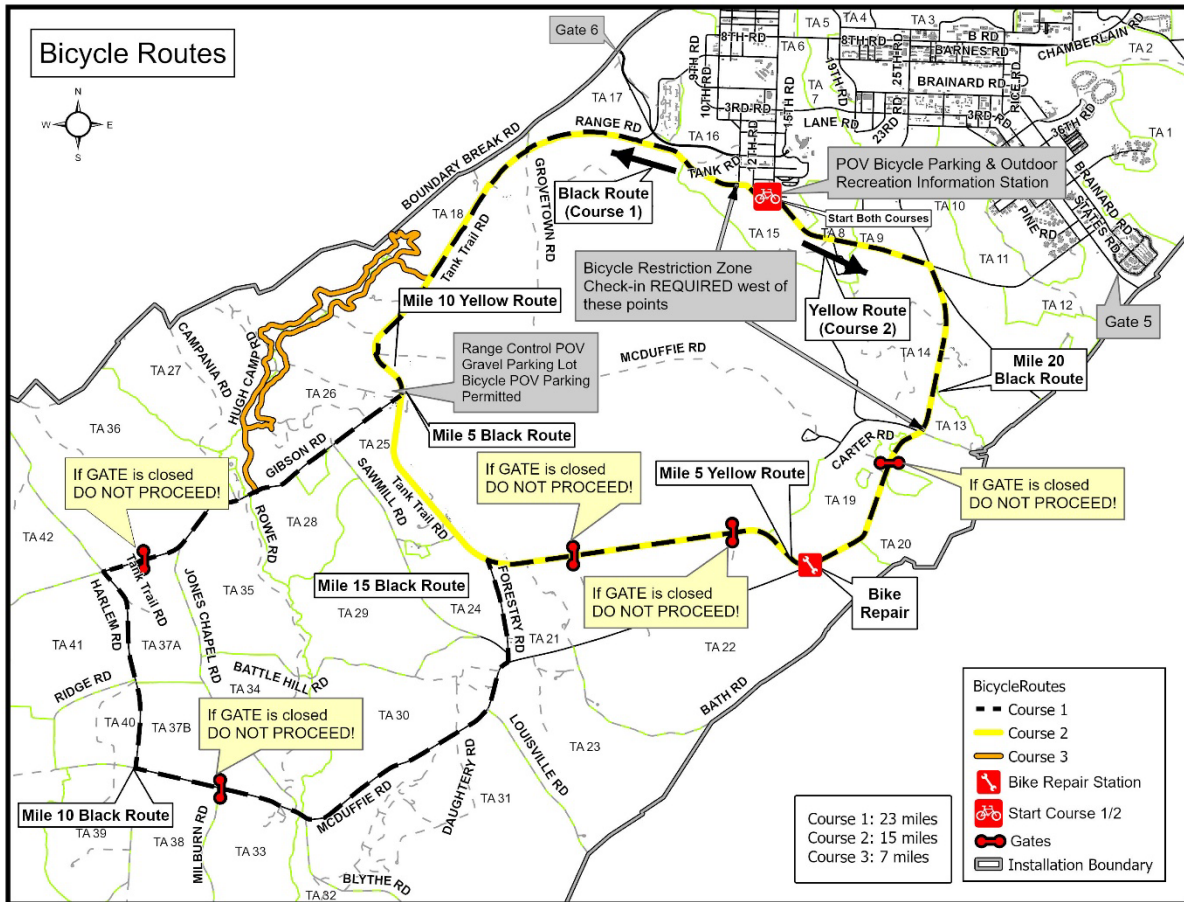 Bicycle Routes
N
W
E
S
Gate 6
TA 5
TA 4
TA 3
TA 6
8TH RD
8TH RD
B RD
BARNES RD
CHAMBERLAIN RD
TA 2
9TH RD
10TH RD
19TH RD
25TH RD
BRAINARD RD
RICE RD
TA 17
TA
7
3RD RD
15TH RD
LANE RD
23RD RD
3RD RD
36TH RD
TA 1
TA 16
12TH RD
RANGE RD
BOUNDARY BREAK RD
TANK RD
POV Bicycle Parking & Outdoor
Recreation Information Station
Black Route
(Course 1)
GROVETOWN RD
BRAINARD RD
STATES RD
PINE RD
TA 10
Start Both Courses
TA 18
TA 15
TA 8
TA 9
TA 11
Tank Trail RD
Bicycle Restriction Zone
Check-in REQUIRED west of
these points
Yellow Route
(Course 2)
TA 12
Gate 5
Mile 10 Yellow Route
CAMPANIA RD
HUGH CAMP RD
TA 27
TA 26
Range Control POV
Gravel Parking Lot
Bicycle POV Parking
Permitted
MCDUFFIE RD
TA 14
Mile 20
Black Route
TA 36
Mile 5 Black Route
TA 13
GIBSON RD
TA 25
CARTER RD
If GATE is closed
DO NOT PROCEED!
If GATE is closed
DO NOT PROCEED!
Mile 5 Yellow Route
If GATE is closed
DO NOT PROCEED!
SAWMILL RD
Tank Trail RD
TA 19
ROWE RD
TA 28
TA 42
TA 20
Tank Trail RD
JONES CHAPEL RD
TA 35
Mile 15 Black Route
FORESTRY RD
If GATE is closed
DO NOT PROCEED!
Bike
Repair
HARLEM RD
TA 29
TA 24
TA 21
TA 22
TA 41
TA 37A
BATTLE HILL RD
RIDGE RD
TA 34
BATH RD
If GATE is closed
DO NOT PROCEED!
TA 40
TA 37B
TA 30
LOUISVILLE RD
TA 23
DAUGHTERY RD
MCDUFFIE RD
TA 31
Mile 10 Black Route
TA 39
TA 38
MILBURN RD
TA 33
BLYTHE RD
TA 32
Course 1: 23 miles
Course 2: 15 miles
Course 3: 7 miles
BicycleRoutes
Course 1
Course 2
Course 3
Bike Repair Station
Start Course 1/2
Gates
Installation Boundary